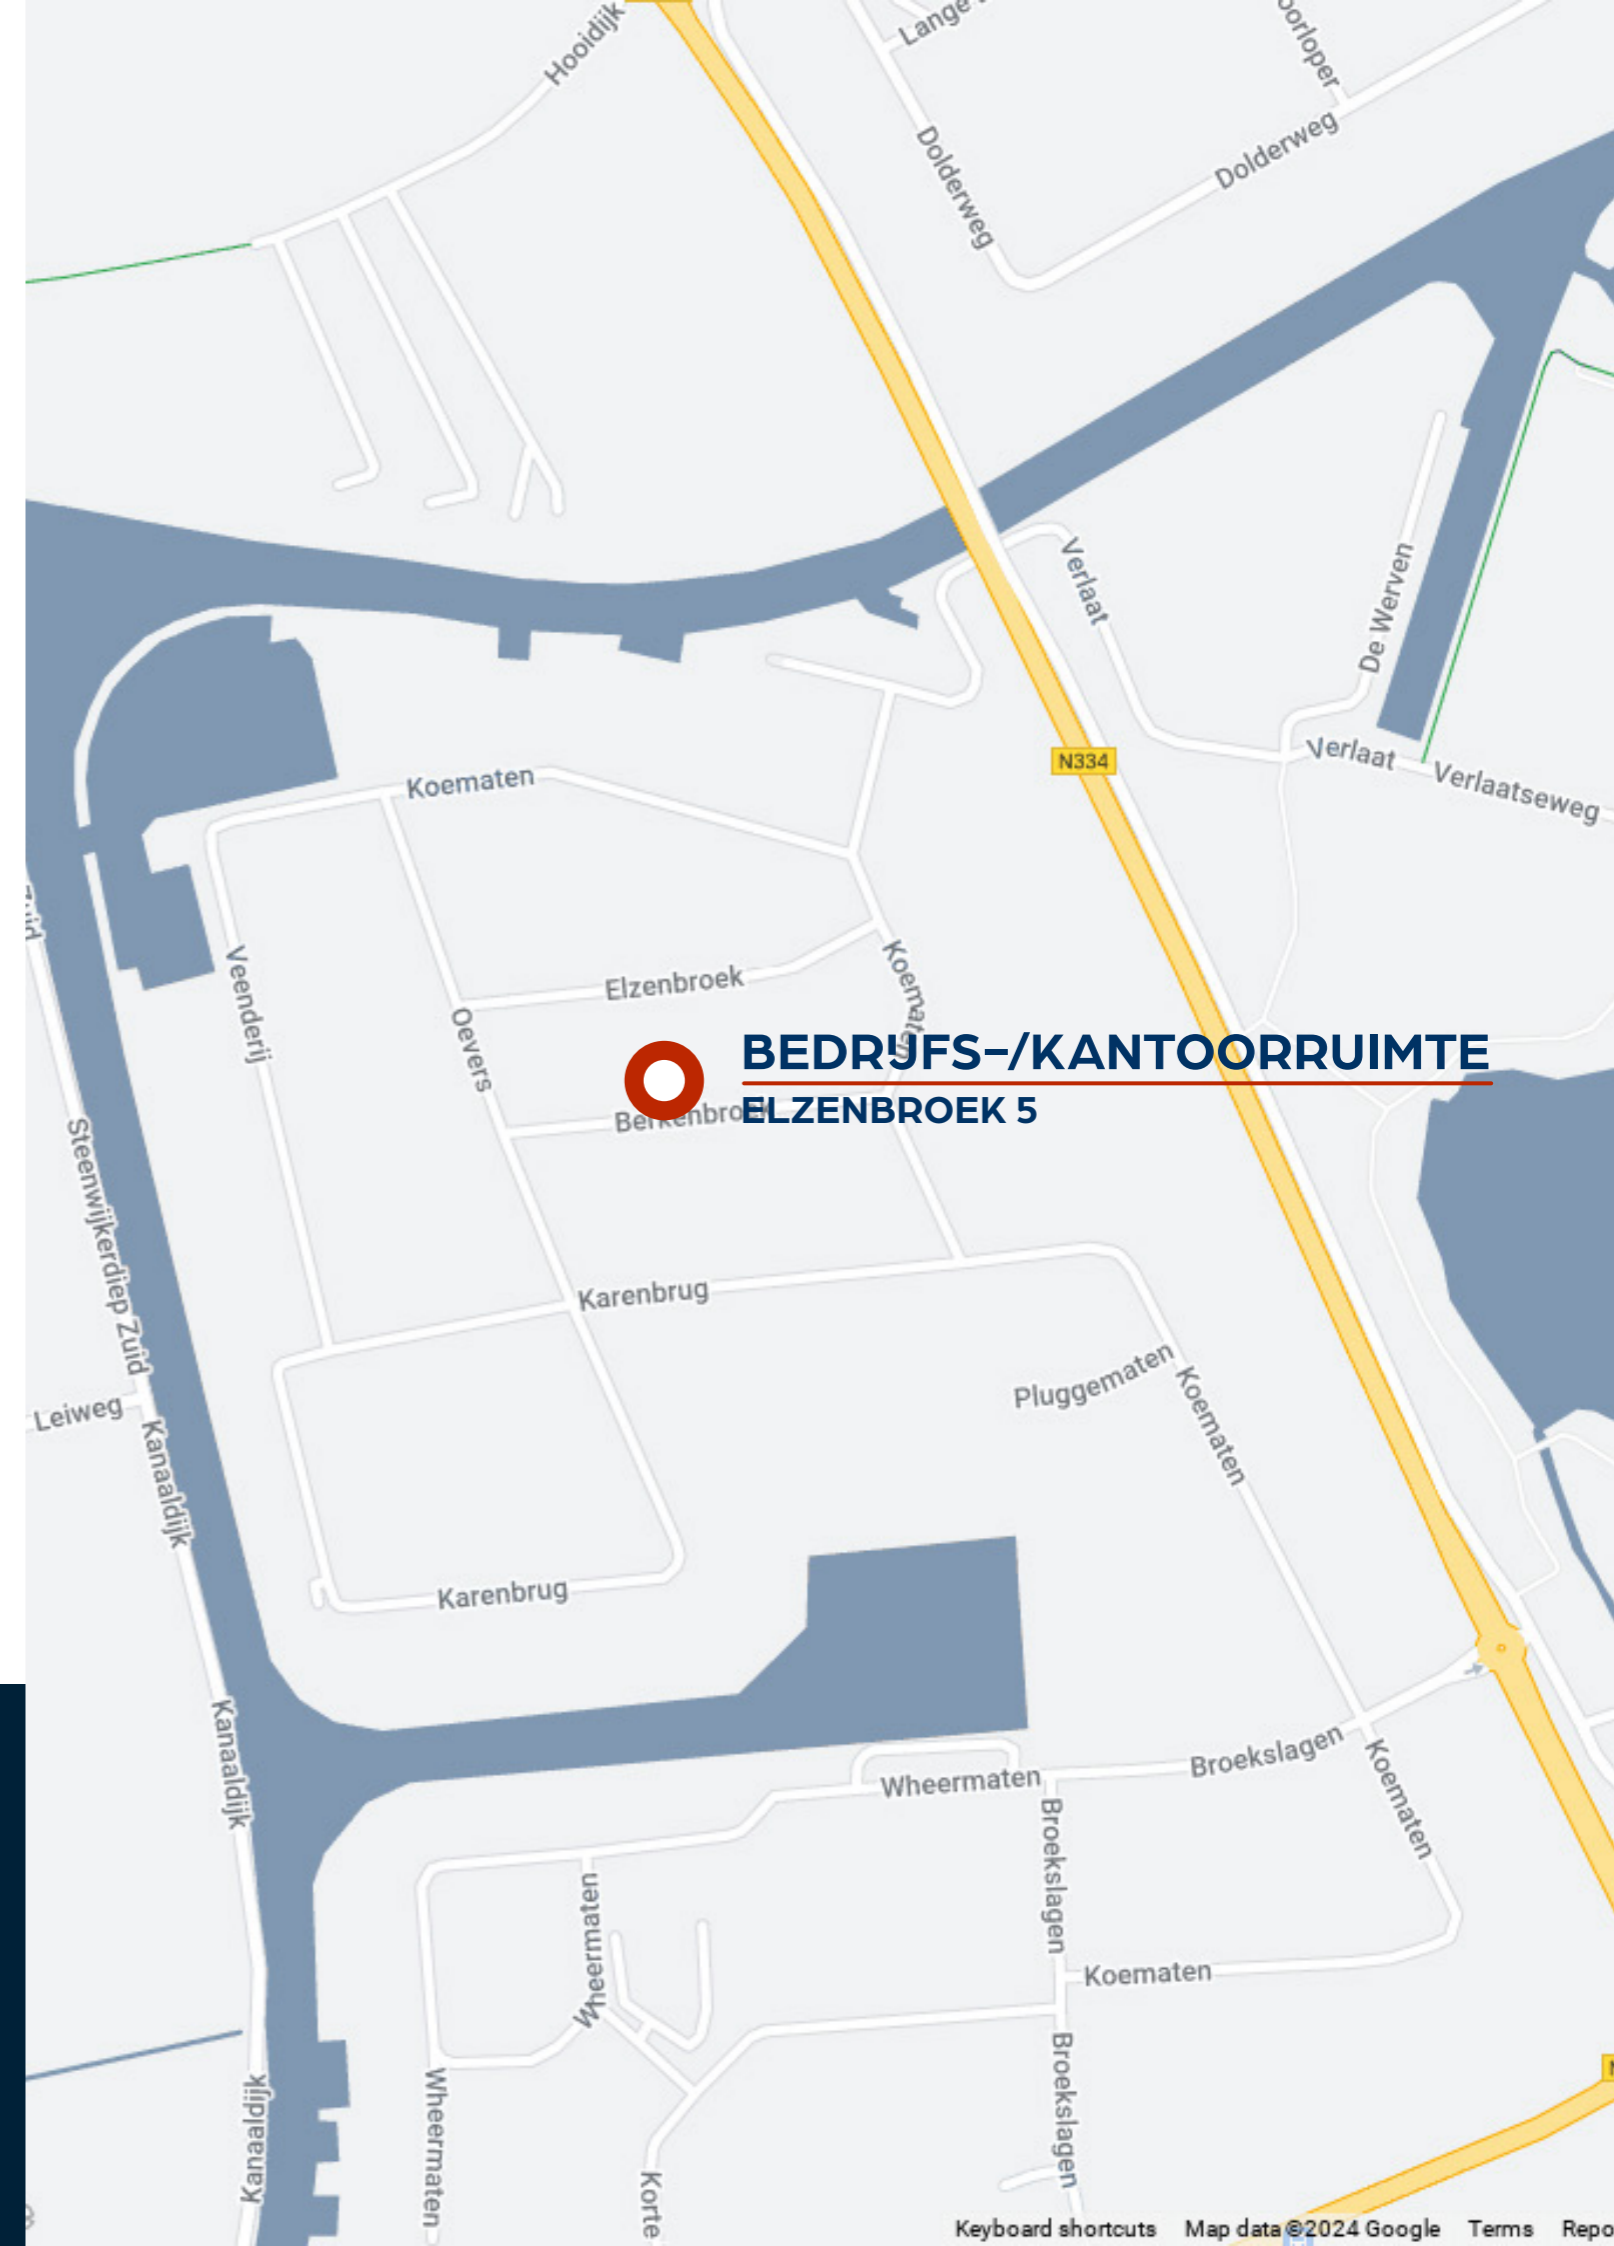 Hooidijk
Lange
Dolderweg
Dolderweg
Verlaat
De Werven
N334
Verlaat
Verlaatseweg
Koematen
Veenderij
Elzenbroek
Koematen
Oevers
BEDRIJFS-/KANTOORRUIMTE
ELZENBROEK 5
Berkenbroek
Steenwijkerdiep Zuid
Karenbrug
Pluggematen
Koematen
Leiweg
Kanaaldijk
Karenbrug
Kanaaldijk
Broekslagen
Wheermaten
Koematen
Broekslagen
Wheermaten
Koematen
Broekslagen
Kanaaldijk
Wheermaten
Korte
Keyboard shortcuts Map data ©2024 Google Terms